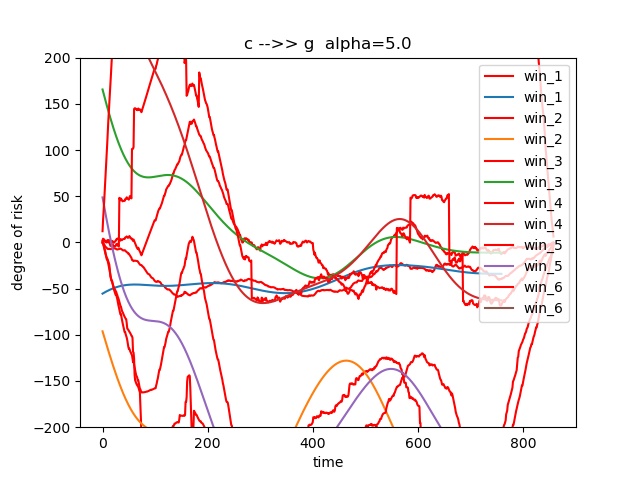 c -->> g  alpha=5.0
degree of risk
200
150
100
50
0
−50
−100
−150
−200
0
200
400
600
800
time
win_1
win_1
win_2
win_2
win_3
win_3
win_4
win_4
win_5
win_5
win_6
win_6